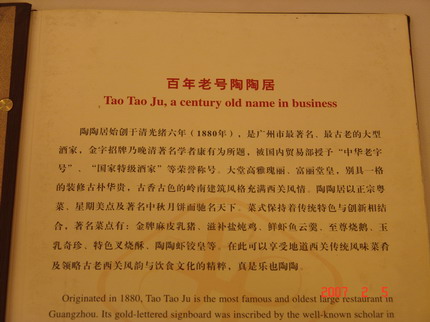 百年老号陶陶居
Tao Tao Ju, a century old name in business
陶陶居始创于清光绪六年（1880年），是广州市最著名、最古老的大型
酒家，金字招牌乃晚清著名学者康有为所题，被国内贸易部授予“中华老字
号”、“国家特级酒家”等荣誉称号。大堂高雅瑰丽、富丽堂皇，别具一格
的装修古朴华贵，古香古色的岭南建筑风格充满西关风情。陶陶居以正宗粤
菜、星期美点及著名中秋月饼而驰名天下。菜式保持着传统特色与创新相结
合，著名菜点有：金牌麻皮乳猪、滋补盐炖鸡、鲜虾鱼云羹、至尊烧鹅、玉
乳奇珍、特色叉烧酥、陶陶虾饺皇等。在此可以享受地道西关传统风味菜肴
及领略古老西关风韵与饮食文化的精粹，真是乐也陶陶。
Originated in 1880, Tao Tao Ju is the most famous and oldest large restaurant in
Guangzhou. Its gold-lettered signboard was inscribed by the well-known scholar in
2007 2 5